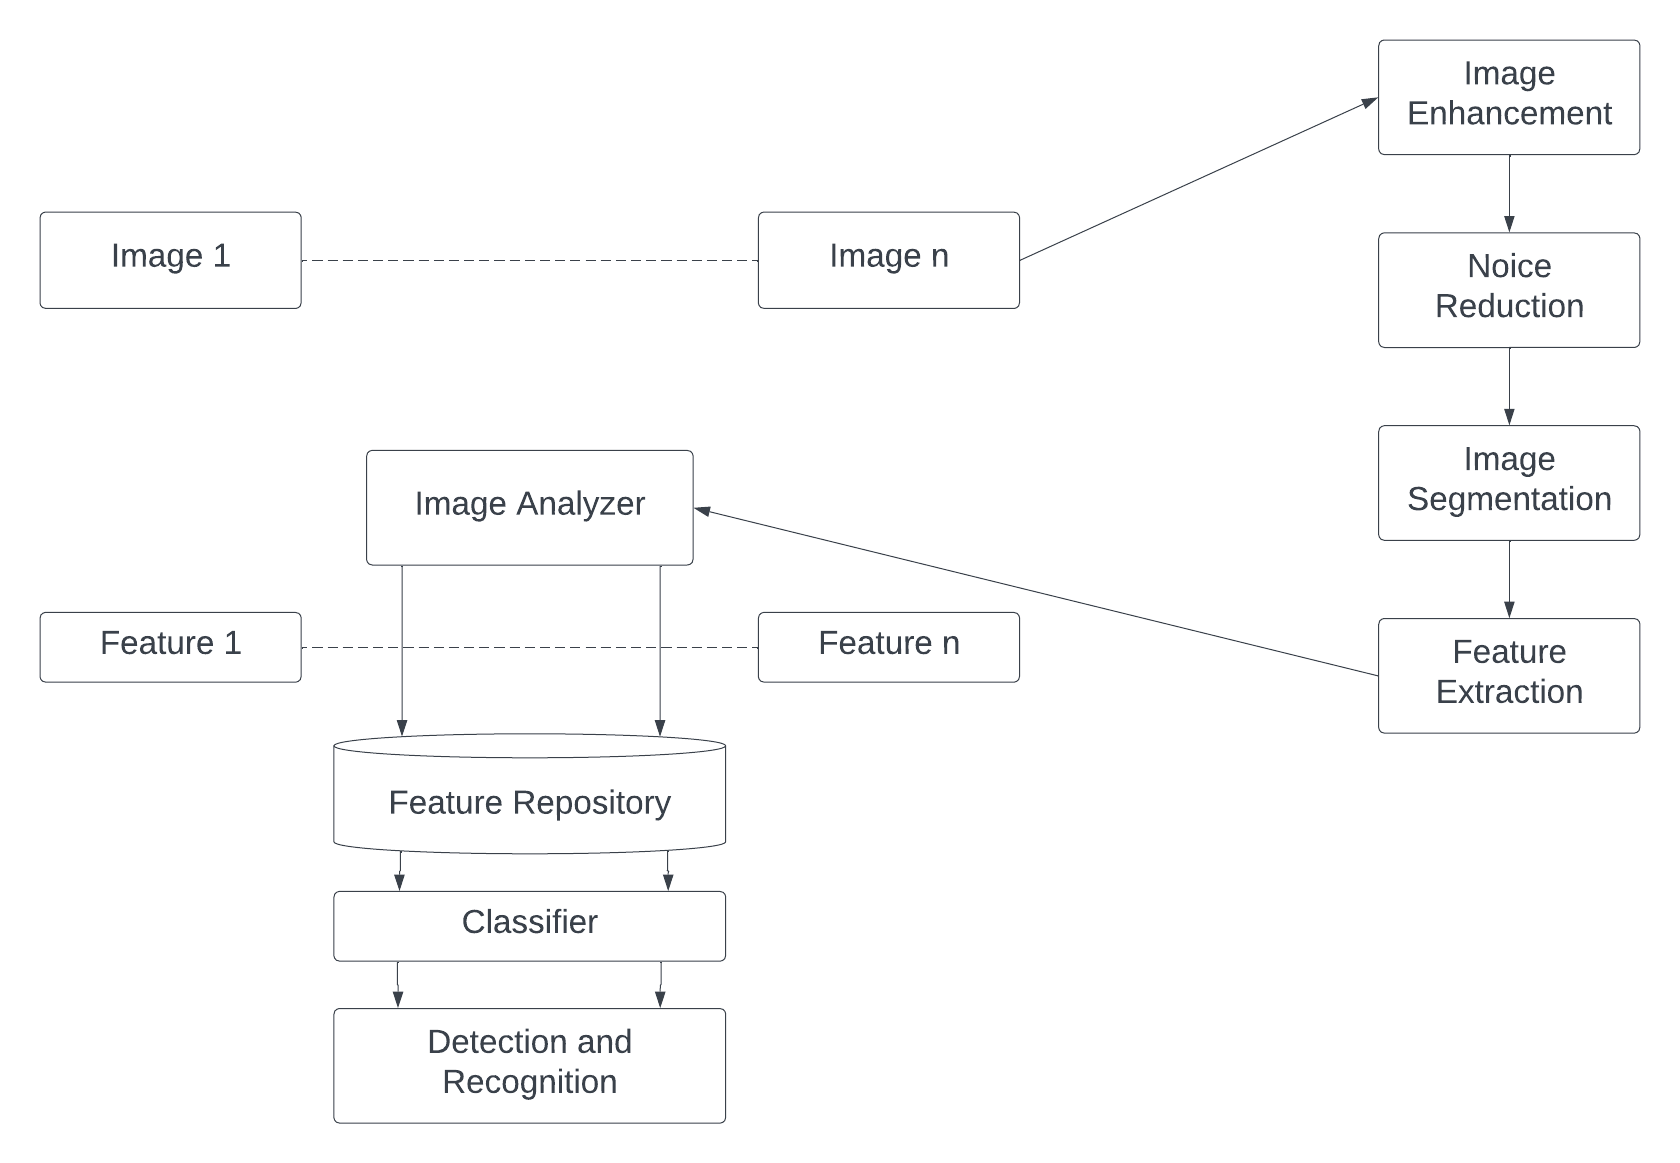 Image
Enhancement
Image 1
Image n
Noice
Reduction
Image
Segmentation
Image Analyzer
Feature 1
Feature n
Feature
Extraction
Feature Repository
Classifier
Detection and
Recognition